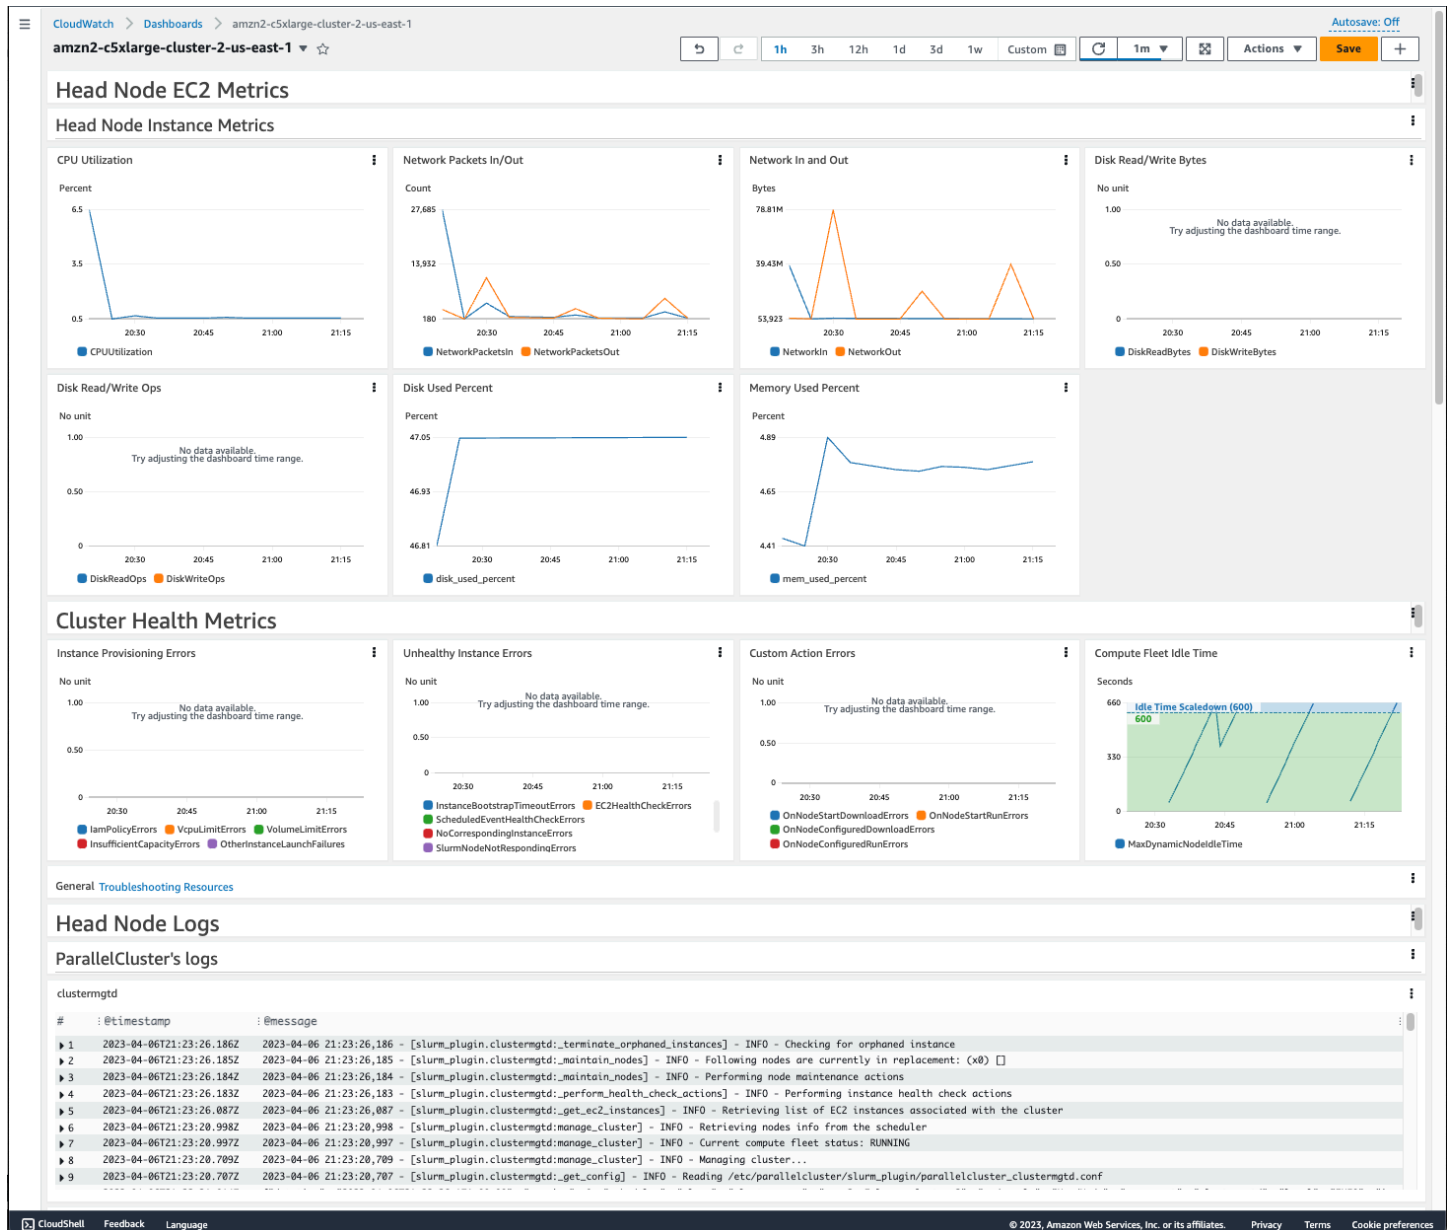 CloudWatch > Dashboards > amzn2-c5xlarge-cluster-2-us-east-1
Autosave: Off
amzn2-c5xlarge-cluster-2-us-east-1
1h 3h 12h 1d 3d 1w Custom 1m Actions Save
Head Node EC2 Metrics
Head Node Instance Metrics
CPU Utilization
Percent
6.5
3.5
0.5
20:30 20:45 21:00 21:15
CPUUtilization
Network Packets In/Out
Count
27,685
13,932
180
20:30 20:45 21:00 21:15
NetworkPacketsIn NetworkPacketsOut
Network In and Out
Bytes
78.81M
39.43M
53,923
20:30 20:45 21:00 21:15
NetworkIn NetworkOut
Disk Read/Write Bytes
No unit
1.00
No data available.
Try adjusting the dashboard time range.
0.50
0
20:30 20:45 21:00 21:15
DiskReadBytes DiskWriteBytes
Disk Read/Write Ops
No unit
1.00
No data available.
Try adjusting the dashboard time range.
0.50
0
20:30 20:45 21:00 21:15
DiskReadOps DiskWriteOps
Disk Used Percent
Percent
47.05
46.93
46.81
20:30 20:45 21:00 21:15
disk_used_percent
Memory Used Percent
Percent
4.89
4.65
4.41
20:30 20:45 21:00 21:15
mem_used_percent
Cluster Health Metrics
Instance Provisioning Errors
No unit
1.00
No data available.
Try adjusting the dashboard time range.
0.50
0
20:30 20:45 21:00 21:15
IamPolicyErrors VcpuLimitErrors VolumeLimitErrors
InsufficientCapacityErrors OtherInstanceLaunchFailures
Unhealthy Instance Errors
No unit
1.00
No data available.
Try adjusting the dashboard time range.
0.50
0
20:30 20:45 21:00 21:15
InstanceBootstrapTimeoutErrors EC2HealthCheckErrors
ScheduledEventHealthCheckErrors
NoCorrespondingInstanceErrors
SlurmNodeNotRespondingErrors
Custom Action Errors
No unit
1.00
No data available.
Try adjusting the dashboard time range.
0.50
0
20:30 20:45 21:00 21:15
OnNodeStartDownloadErrors OnNodeStartRunErrors
OnNodeConfiguredDownloadErrors
OnNodeConfiguredRunErrors
Compute Fleet Idle Time
Seconds
660
Idle Time Scaledown (600)
600
330
0
20:30 20:45 21:00 21:15
MaxDynamicNodeIdleTime
General Troubleshooting Resources
Head Node Logs
ParallelCluster's logs
clustermgtd
# @timestamp @message
1 2023-04-06T21:23:26.186Z 2023-04-06 21:23:26,186 - [slurm_plugin.clustermgtd:_terminate_orphaned_instances] - INFO - Checking for orphaned instance
2 2023-04-06T21:23:26.185Z 2023-04-06 21:23:26,185 - [slurm_plugin.clustermgtd:_maintain_nodes] - INFO - Following nodes are currently in replacement: (x0) []
3 2023-04-06T21:23:26.184Z 2023-04-06 21:23:26,184 - [slurm_plugin.clustermgtd:_maintain_nodes] - INFO - Performing node maintenance actions
4 2023-04-06T21:23:26.183Z 2023-04-06 21:23:26,183 - [slurm_plugin.clustermgtd:_perform_health_check_actions] - INFO - Performing instance health check actions
5 2023-04-06T21:23:26.087Z 2023-04-06 21:23:26,087 - [slurm_plugin.clustermgtd:_get_ec2_instances] - INFO - Retrieving list of EC2 instances associated with the cluster
6 2023-04-06T21:23:20.998Z 2023-04-06 21:23:20,998 - [slurm_plugin.clustermgtd:manage_cluster] - INFO - Retrieving nodes info from the scheduler
7 2023-04-06T21:23:20.997Z 2023-04-06 21:23:20,997 - [slurm_plugin.clustermgtd:manage_cluster] - INFO - Current compute fleet status: RUNNING
8 2023-04-06T21:23:20.709Z 2023-04-06 21:23:20,709 - [slurm_plugin.clustermgtd:manage_cluster] - INFO - Managing cluster...
9 2023-04-06T21:23:20.707Z 2023-04-06 21:23:20,707 - [slurm_plugin.clustermgtd:_get_config] - INFO - Reading /etc/parallelcluster/slurm_plugin/parallelcluster_clustermgtd.conf
CloudShell Feedback Language © 2023, Amazon Web Services, Inc. or its affiliates. Privacy Terms Cookie preferences